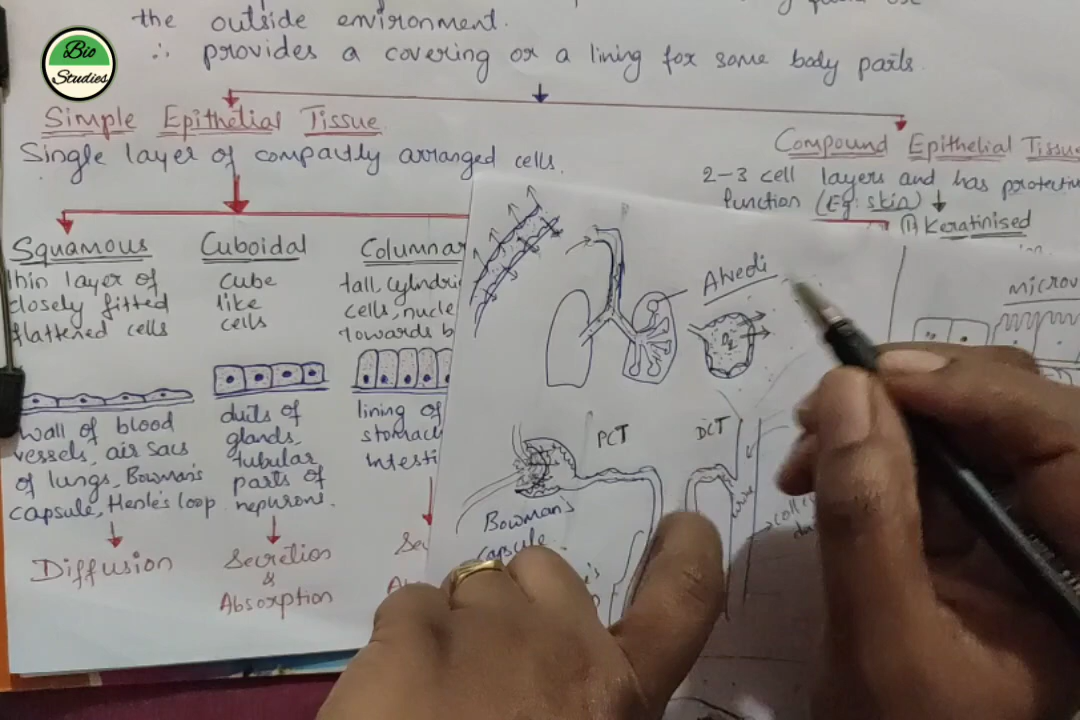 the outside environment.
∴ provides a covering or a lining for some body parts.
Bio
Studies
Simple Epithelial Tissue
Single layer of compactly arranged cells.
Compound Epithelial Tissue
2-3 cell layers and has protective
function (Eg: skin)
1) Keratinised
Squamous
thin layer of
closely fitted
flattened cells
wall of blood
vessels, air sacs
of lungs, Bowman's
capsule, Henle's loop
Diffusion
Cuboidal
Cube
like
cells
ducts of
glands,
tubular
parts of
nephrons.
Secretion
&
Absorption
Columnar
tall, cylindri
cells, nucle
towards b
lining of
stomach
intesti
Se
Alveoli
O2
PCT
DCT
Bowman's
capsule
microv